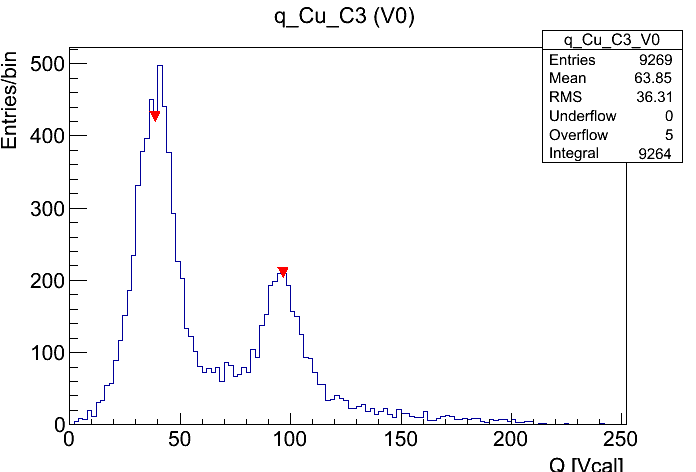 q_Cu_C3 (V0)
q_Cu_C3_V0
Entries 9269
Mean 63.85
RMS 36.31
Underflow 0
Overflow 5
Integral 9264
Entries/bin
500
400
300
200
100
0
0 50 100 150 200 250
Q [Vcal]